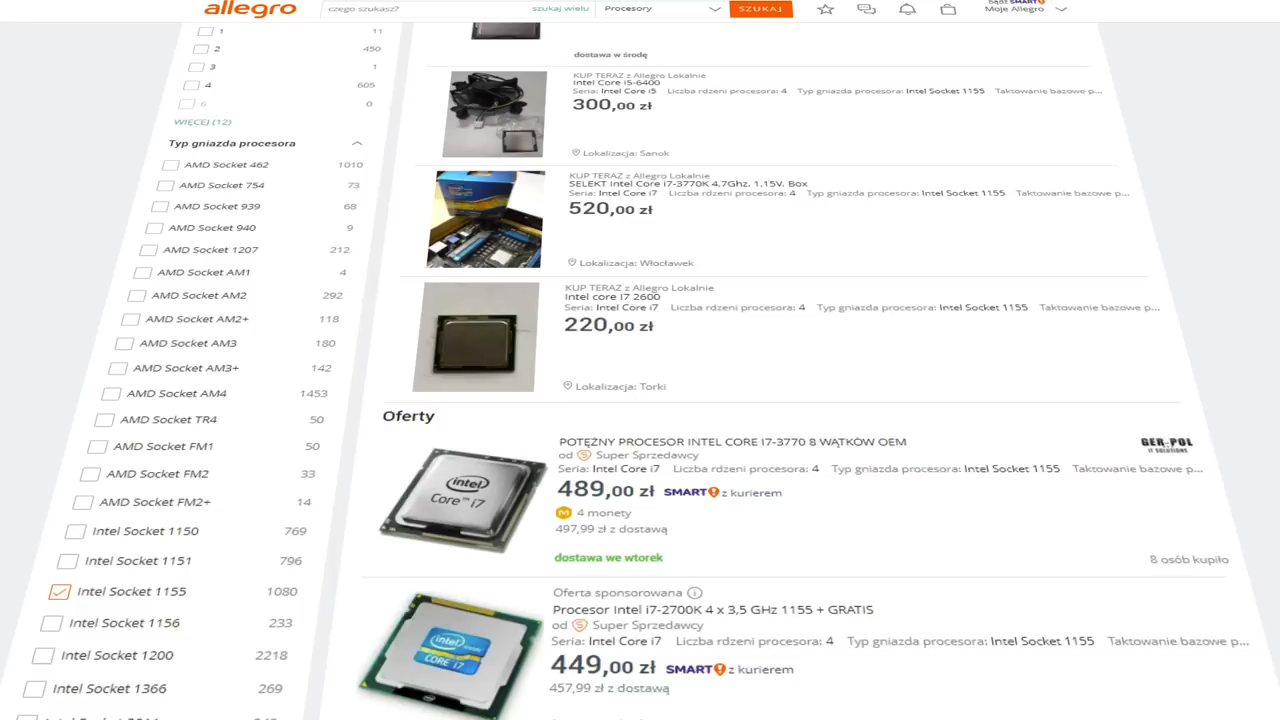 allegro
czego szukasz?
szukaj wielu
Procesory
SZUKAJ
bądź SMART!
Moje Allegro
1 11
2 450
3 1
4 605
6 0
WIĘCEJ (12)
Typ gniazda procesora
AMD Socket 462 1010
AMD Socket 754 73
AMD Socket 939 68
AMD Socket 940 9
AMD Socket 1207 212
AMD Socket AM1 4
AMD Socket AM2 292
AMD Socket AM2+ 118
AMD Socket AM3 180
AMD Socket AM3+ 142
AMD Socket AM4 1453
AMD Socket TR4 50
AMD Socket FM1 50
AMD Socket FM2 33
AMD Socket FM2+ 14
Intel Socket 1150 769
Intel Socket 1151 796
Intel Socket 1155 1080
Intel Socket 1156 233
Intel Socket 1200 2218
Intel Socket 1366 269
dostawa w środę
KUP TERAZ z Allegro Lokalnie
Intel Core i5-6400
Seria: Intel Core i5 Liczba rdzeni procesora: 4 Typ gniazda procesora: Intel Socket 1155 Taktowanie bazowe p...
300,00 zł
Lokalizacja: Sanok
KUP TERAZ z Allegro Lokalnie
SELEKT Intel Core i7-3770K 4.7Ghz. 1,15V. Box
Seria: Intel Core i7 Liczba rdzeni procesora: 4 Typ gniazda procesora: Intel Socket 1155 Taktowanie bazowe p...
520,00 zł
Lokalizacja: Włocławek
KUP TERAZ z Allegro Lokalnie
Intel core I7 2600
Seria: Intel Core i7 Liczba rdzeni procesora: 4 Typ gniazda procesora: Intel Socket 1155 Taktowanie bazowe p...
220,00 zł
Lokalizacja: Torki
Oferty
intel
Core™ i7
POTĘŻNY PROCESOR INTEL CORE I7-3770 8 WĄTKÓW OEM
od Super Sprzedawcy
Seria: Intel Core i7 Liczba rdzeni procesora: 4 Typ gniazda procesora: Intel Socket 1155 Taktowanie bazowe p...
489,00 zł SMART! z kurierem
4 monety
497,99 zł z dostawą
dostawa we wtorek
GER-POL
IT SOLUTIONS
8 osób kupiło
intel
CORE i7
Oferta sponsorowana
Procesor Intel i7-2700K 4 x 3,5 GHz 1155 + GRATIS
od Super Sprzedawcy
Seria: Intel Core i7 Liczba rdzeni procesora: 4 Typ gniazda procesora: Intel Socket 1155 Taktowanie bazowe p...
449,00 zł SMART! z kurierem
457,99 zł z dostawą